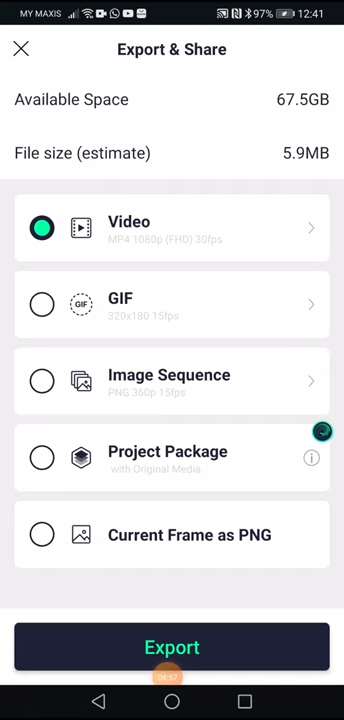 MY MAXIS 97% 12:41
Export & Share
Available Space 67.5GB
File size (estimate) 5.9MB
Video
MP4 1080p (FHD) 30fps
GIF
GIF
320x180 15fps
Image Sequence
PNG 360p 15fps
Project Package
with Original Media
Current Frame as PNG
Export
04:57